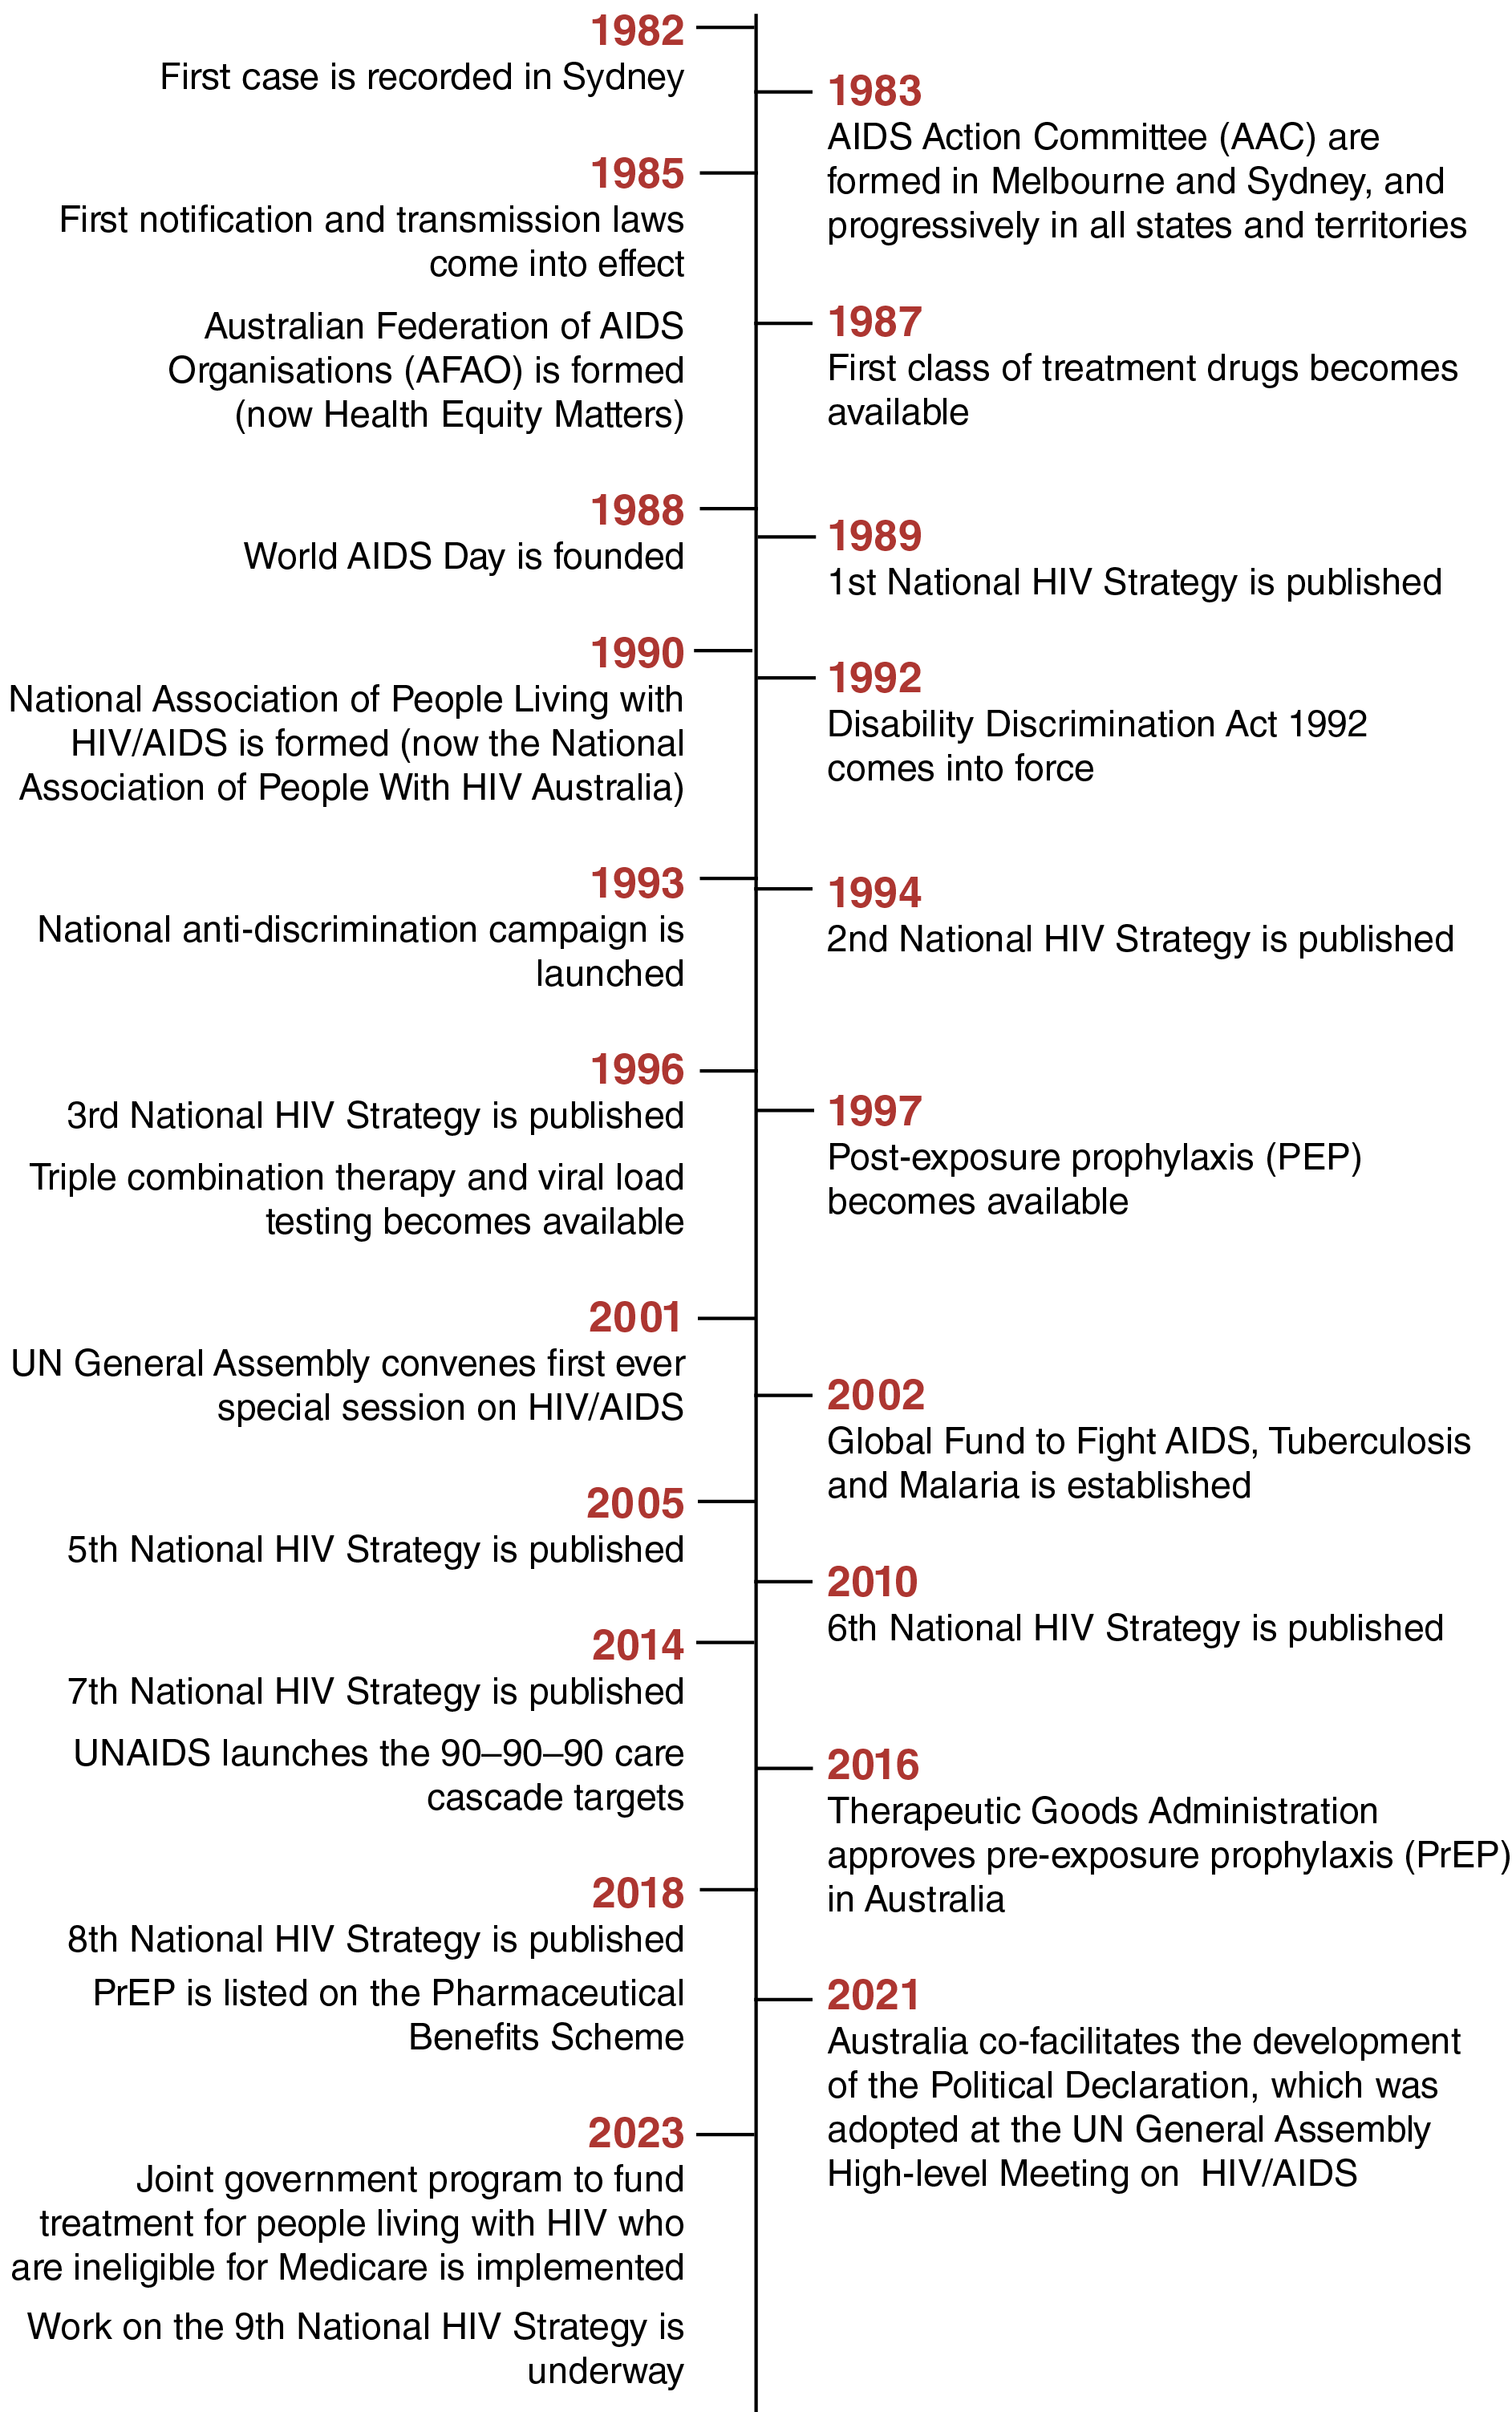 1982
First case is recorded in Sydney
1983
AIDS Action Committee (AAC) are
formed in Melbourne and Sydney, and
progressively in all states and territories
1985
First notification and transmission laws
come into effect
Australian Federation of AIDS
Organisations (AFAO) is formed
(now Health Equity Matters)
1987
First class of treatment drugs becomes
available
1988
World AIDS Day is founded
1989
1st National HIV Strategy is published
1990
National Association of People Living with
HIV/AIDS is formed (now the National
Association of People With HIV Australia)
1992
Disability Discrimination Act 1992
comes into force
1993
National anti-discrimination campaign is
launched
1994
2nd National HIV Strategy is published
1996
3rd National HIV Strategy is published
Triple combination therapy and viral load
testing becomes available
1997
Post-exposure prophylaxis (PEP)
becomes available
2001
UN General Assembly convenes first ever
special session on HIV/AIDS
2002
Global Fund to Fight AIDS, Tuberculosis
and Malaria is established
2005
5th National HIV Strategy is published
2010
6th National HIV Strategy is published
2014
7th National HIV Strategy is published
UNAIDS launches the 90–90–90 care
cascade targets
2016
Therapeutic Goods Administration
approves pre-exposure prophylaxis (PrEP)
in Australia
2018
8th National HIV Strategy is published
PrEP is listed on the Pharmaceutical
Benefits Scheme
2021
Australia co-facilitates the development
of the Political Declaration, which was
adopted at the UN General Assembly
High-level Meeting on  HIV/AIDS
2023
Joint government program to fund
treatment for people living with HIV who
are ineligible for Medicare is implemented
Work on the 9th National HIV Strategy is
underway